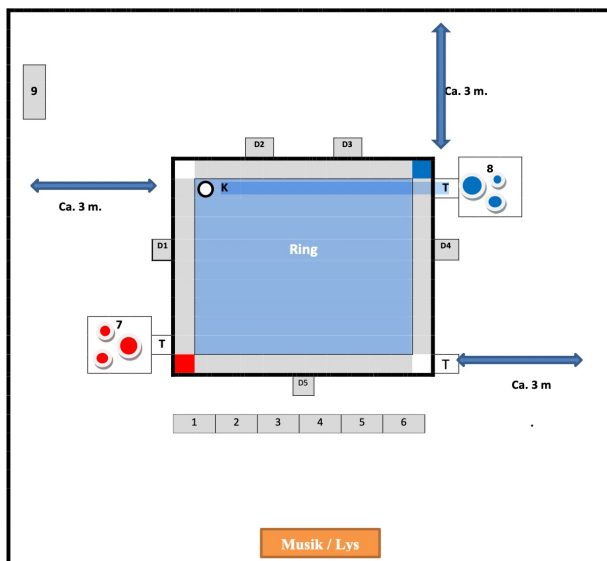 9
Ca. 3 m.
D2
D3
8
K
T
Ca. 3 m.
D1
Ring
D4
7
T
T
Ca. 3 m
D5
1 2 3 4 5 6
.
Musik / Lys